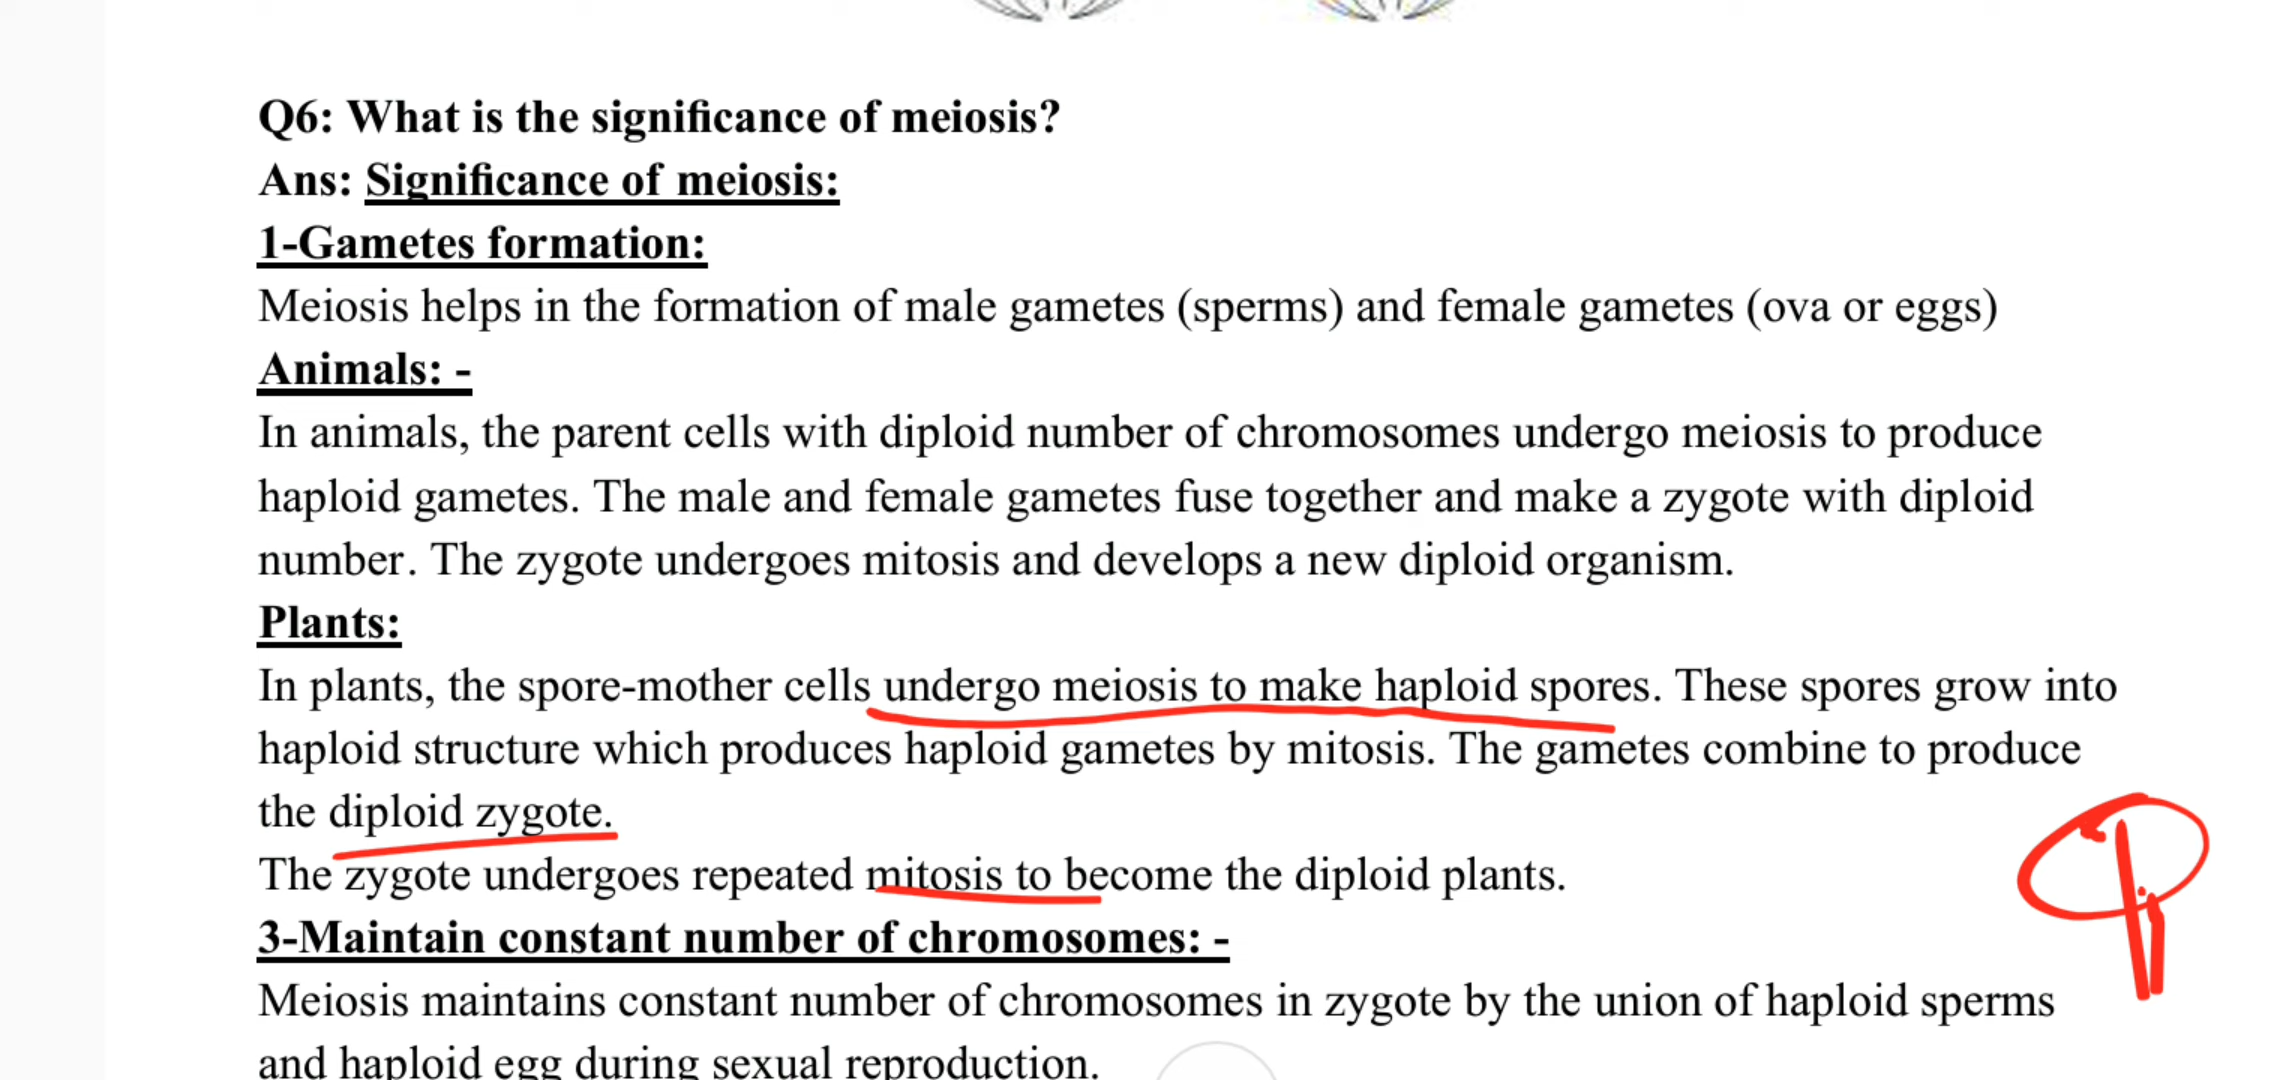 Q6: What is the significance of meiosis?
Ans: Significance of meiosis:
1-Gametes formation:
Meiosis helps in the formation of male gametes (sperms) and female gametes (ova or eggs)
Animals: -
In animals, the parent cells with diploid number of chromosomes undergo meiosis to produce
haploid gametes. The male and female gametes fuse together and make a zygote with diploid
number. The zygote undergoes mitosis and develops a new diploid organism.
Plants:
In plants, the spore-mother cells undergo meiosis to make haploid spores. These spores grow into
haploid structure which produces haploid gametes by mitosis. The gametes combine to produce
the diploid zygote.
The zygote undergoes repeated mitosis to become the diploid plants.
3-Maintain constant number of chromosomes: -
Meiosis maintains constant number of chromosomes in zygote by the union of haploid sperms
and haploid egg during sexual reproduction.